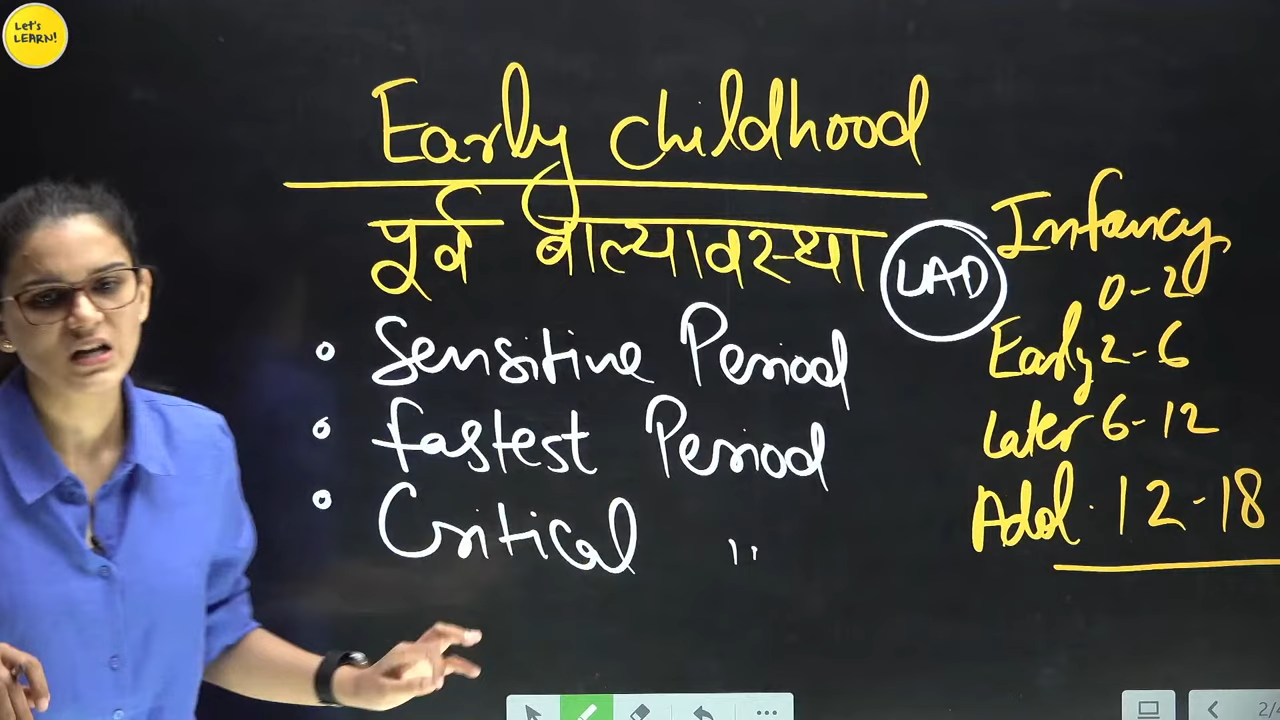 Let's
LEARN!
Early childhood
पूर्व बाल्यावस्था
Sensitive Period
fastest Period
Critical "
LAD
Infancy
0-2
Early 2-6
Later 6-12
Adol. 12-18